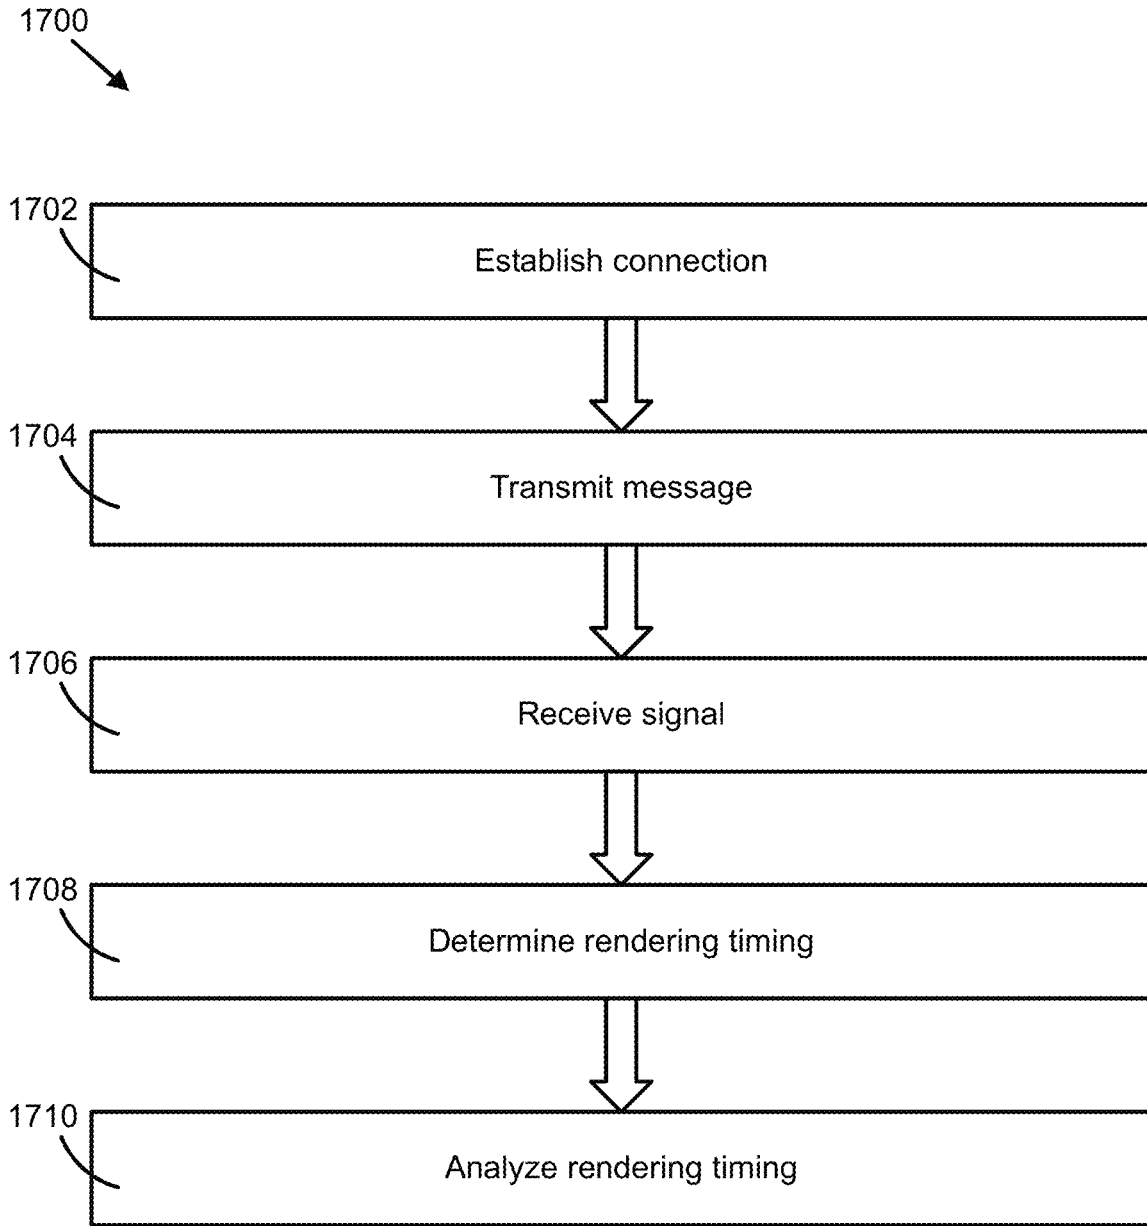 1700
1702
Establish connection
1704
Transmit message
1706
Receive signal
1708
Determine rendering timing
1710
Analyze rendering timing